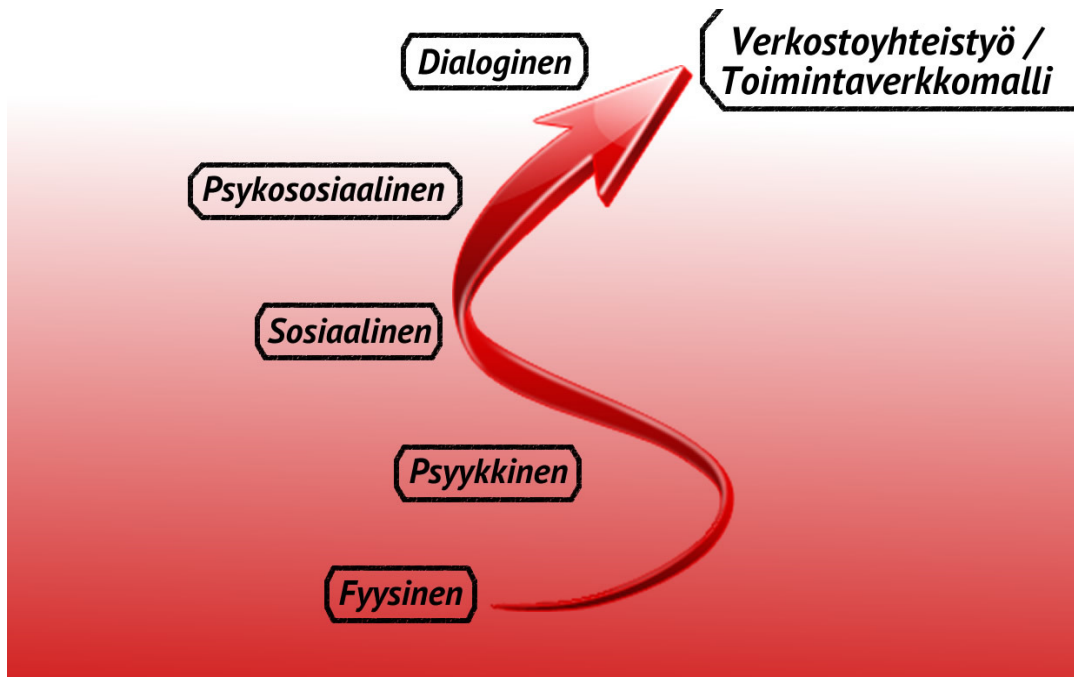 Dialoginen
Verkostoyhteistyö /
Toimintaverkkomalli
Psykososiaalinen
Sosiaalinen
Psyykkinen
Fyysinen